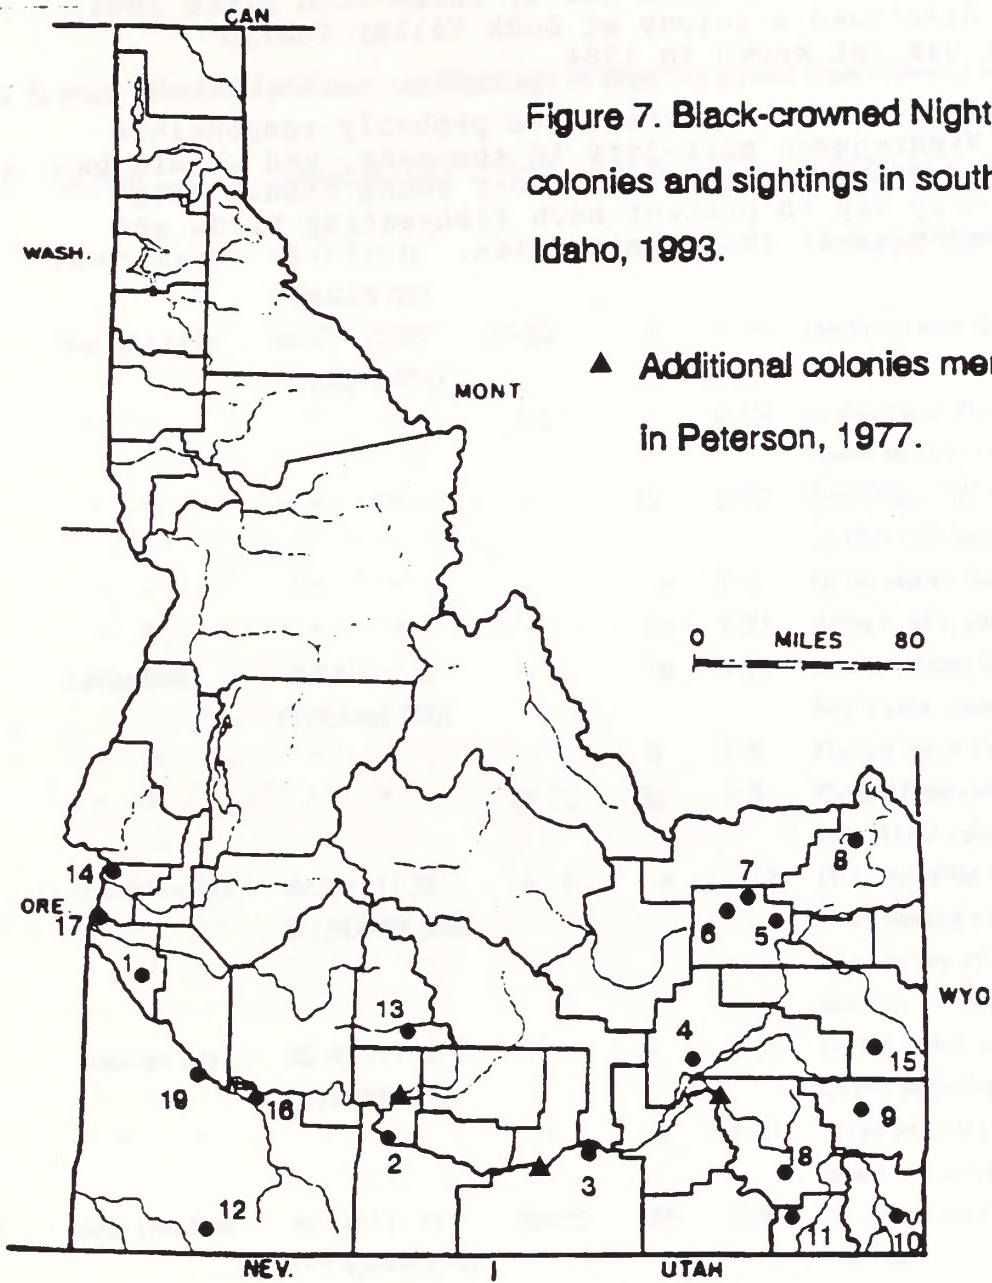 CAN
Figure 7. Black-crowned Night
colonies and sightings in south
Idaho, 1993.
WASH.
▲ Additional colonies
in Peterson, 1977.
MONT.
0 MILES 80
8
7
14
6
5
ORE.
17
1
WYO
13
4
15
19
16
9
2
18
3
12
11
10
NEV.
UTAH